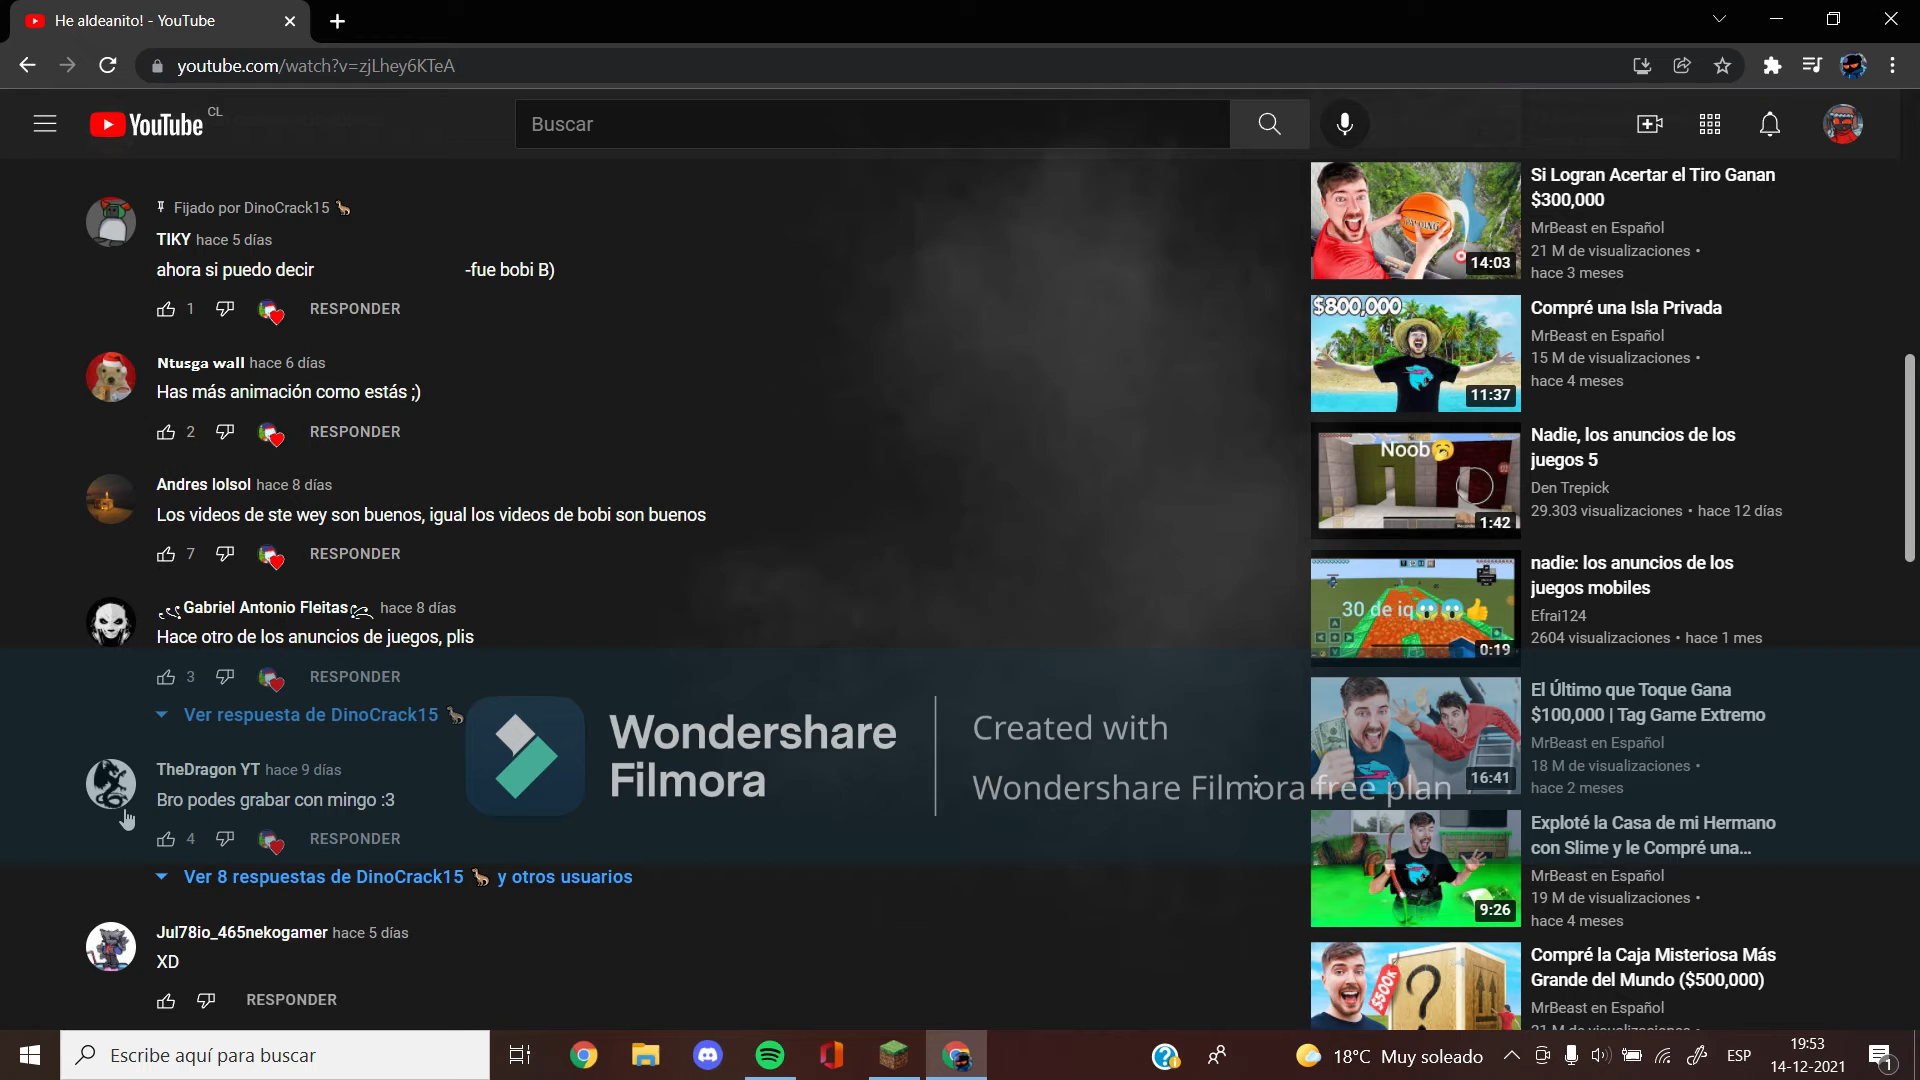 He aldeanito! - YouTube
youtube.com/watch?v=zjLhey6KTeA
YouTube CL
Buscar
Fijado por DinoCrack15 🦕
TIKY hace 5 días
ahora si puedo decir -fue bobi B)
1 RESPONDER
Ntusga wall hace 6 días
Has más animación como estás ;)
2 RESPONDER
Andres lolsol hace 8 días
Los videos de ste wey son buenos, igual los videos de bobi son buenos
7 RESPONDER
Gabriel Antonio Fleitas hace 8 días
Hace otro de los anuncios de juegos, plis
3 RESPONDER
Ver respuesta de DinoCrack15 🦕
TheDragon YT hace 9 días
Bro podes grabar con mingo :3
4 RESPONDER
Ver 8 respuestas de DinoCrack15 🦕 y otros usuarios
Jul78io_465nekogamer hace 5 días
XD
RESPONDER
Wondershare
Filmora
Created with
Wondershare Filmora free plan
14:03
Si Logran Acertar el Tiro Ganan
$300,000
MrBeast en Español
21 M de visualizaciones •
hace 3 meses
$800,000
11:37
Compré una Isla Privada
MrBeast en Español
15 M de visualizaciones •
hace 4 meses
Noob🥱
1:42
Nadie, los anuncios de los
juegos 5
Den Trepick
29.303 visualizaciones • hace 12 días
30 de iq😱😱👍
0:19
nadie: los anuncios de los
juegos mobiles
Efrai124
2604 visualizaciones • hace 1 mes
16:41
El Último que Toque Gana
$100,000 | Tag Game Extremo
MrBeast en Español
18 M de visualizaciones •
hace 2 meses
9:26
Exploté la Casa de mi Hermano
con Slime y le Compré una...
MrBeast en Español
19 M de visualizaciones •
hace 4 meses
$500K
?
Compré la Caja Misteriosa Más
Grande del Mundo ($500,000)
MrBeast en Español
21 M de visualizaciones •
Escribe aquí para buscar
18°C Muy soleado
ESP
19:53
14-12-2021
1